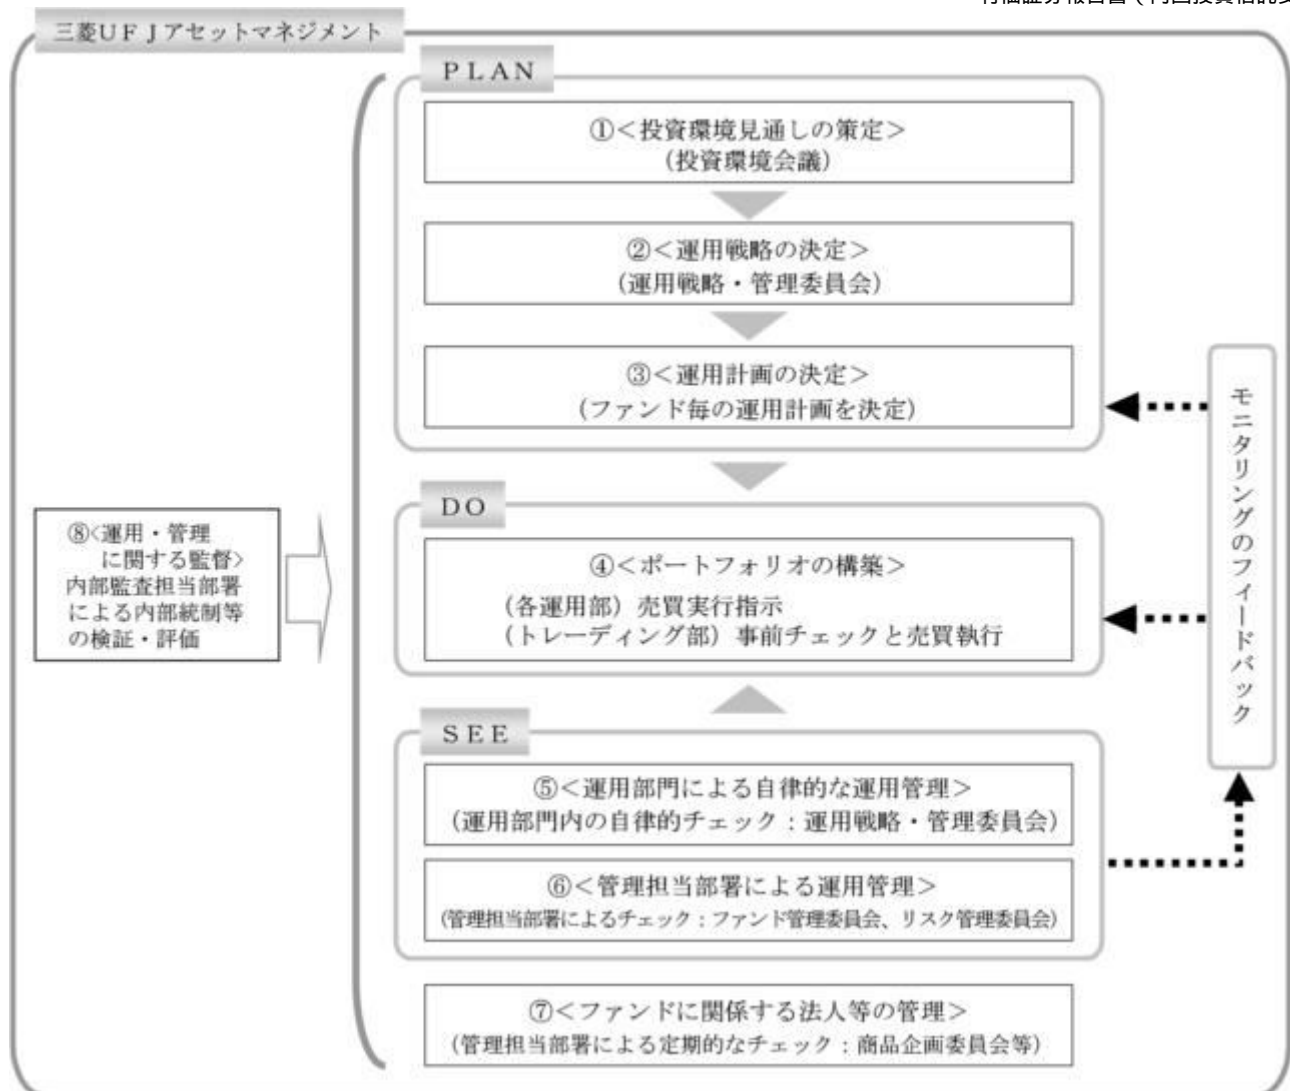 三菱UFJアセットマネジメント
PLAN
①<投資環境見通しの策定>
(投資環境会議)
②<運用戦略の決定>
(運用戦略・管理委員会)
③<運用計画の決定>
(ファンド毎の運用計画を決定)
DO
④<ポートフォリオの構築>
(各運用部)売買実行指示
(トレーディング部)事前チェックと売買執行
SEE
⑤<運用部門による自律的な運用管理>
(運用部門内の自律的チェック:運用戦略・管理委員会)
⑥<管理担当部署による運用管理>
(管理担当部署によるチェック:ファンド管理委員会、リスク管理委員会)
⑦<ファンドに関係する法人等の管理>
(管理担当部署による定期的なチェック:商品企画委員会等)
⑧<運用・管理
に関する監督>
内部監査担当部署
による内部統制等
の検証・評価
モニタリングのフィードバック